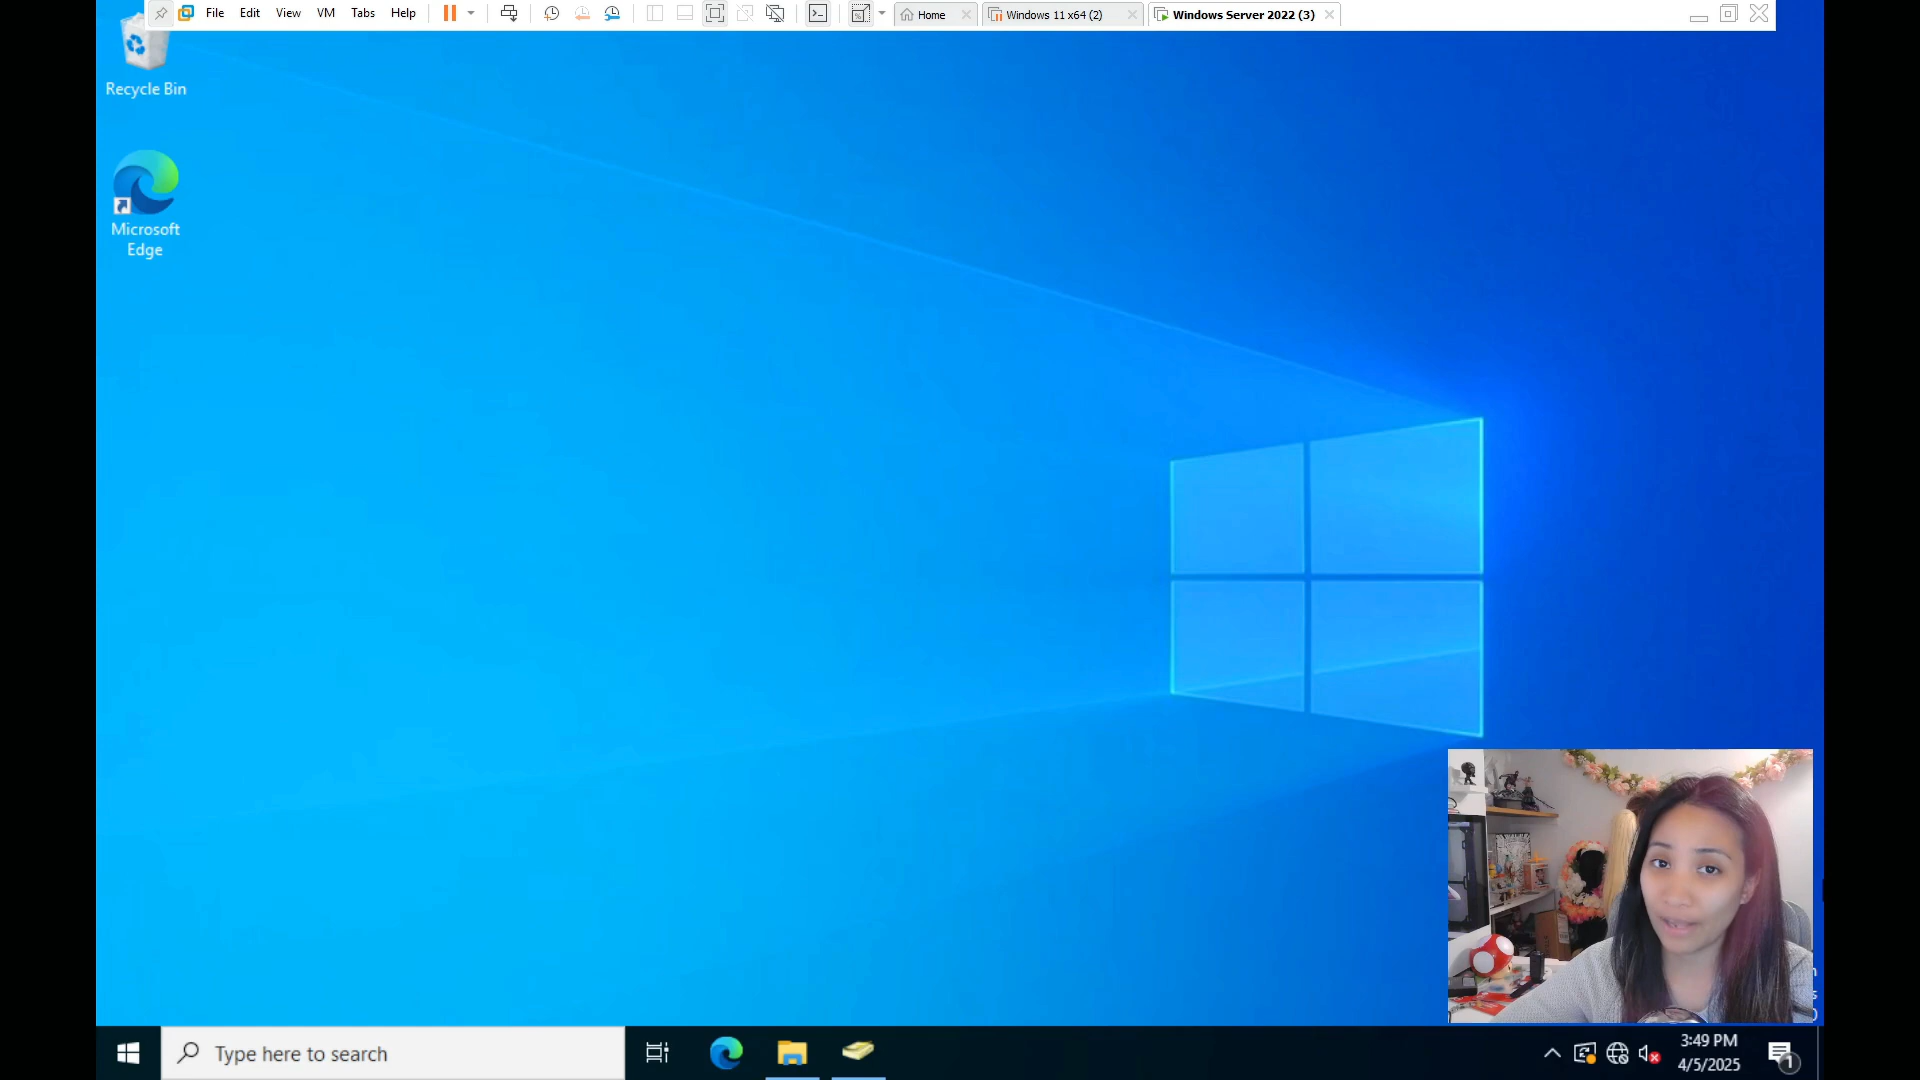 File Edit View VM Tabs Help Home Windows 11 x64 (2) Windows Server 2022 (3)
Recycle Bin
Microsoft
Edge
Type here to search
3:49 PM
4/5/2025
1